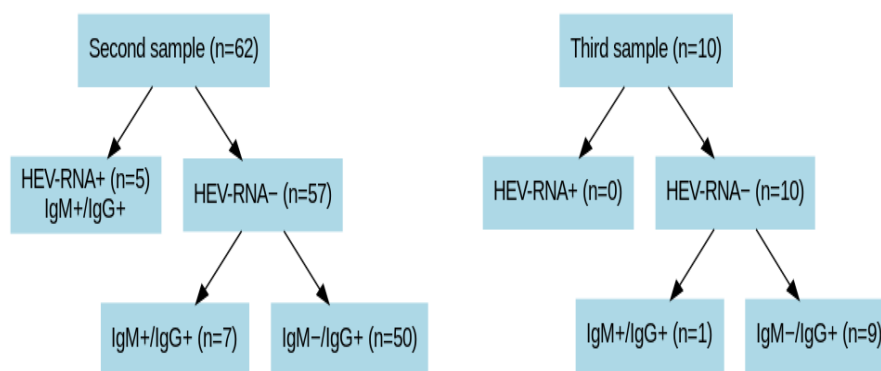 Second sample (n=62)
HEV-RNA+ (n=5)
IgM+/IgG+
HEV-RNA− (n=57)
IgM+/IgG+ (n=7)
IgM−/IgG+ (n=50)
Third sample (n=10)
HEV-RNA+ (n=0)
HEV-RNA− (n=10)
IgM+/IgG+ (n=1)
IgM−/IgG+ (n=9)